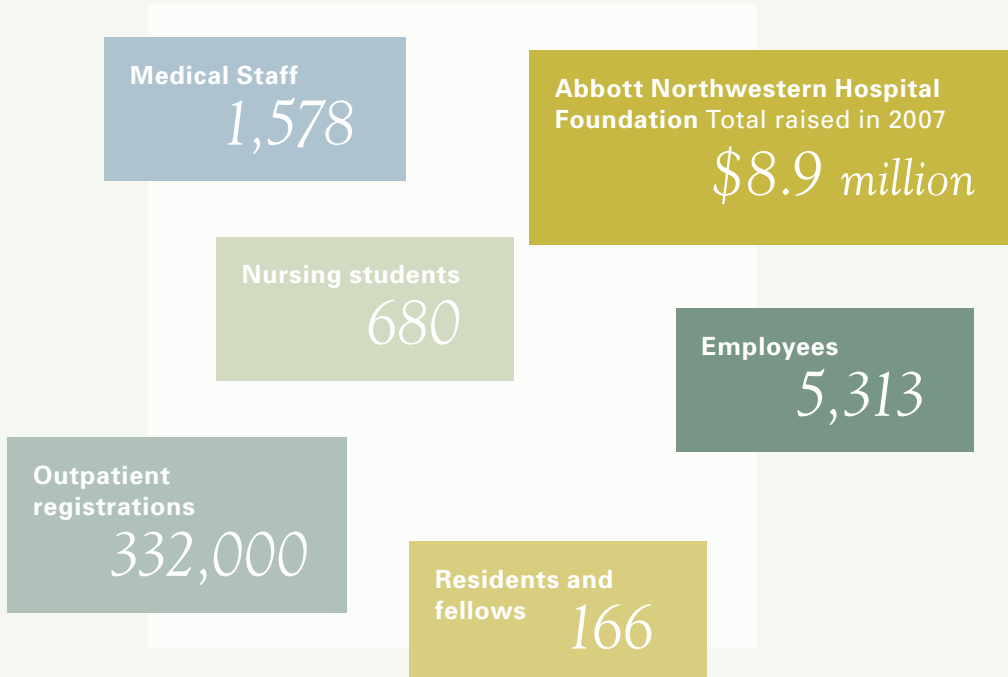 Medical Staff
1,578
Abbott Northwestern Hospital
Foundation Total raised in 2007
$8.9 million
Nursing students
680
Employees
5,313
Outpatient
registrations
332,000
Residents and
fellows 166